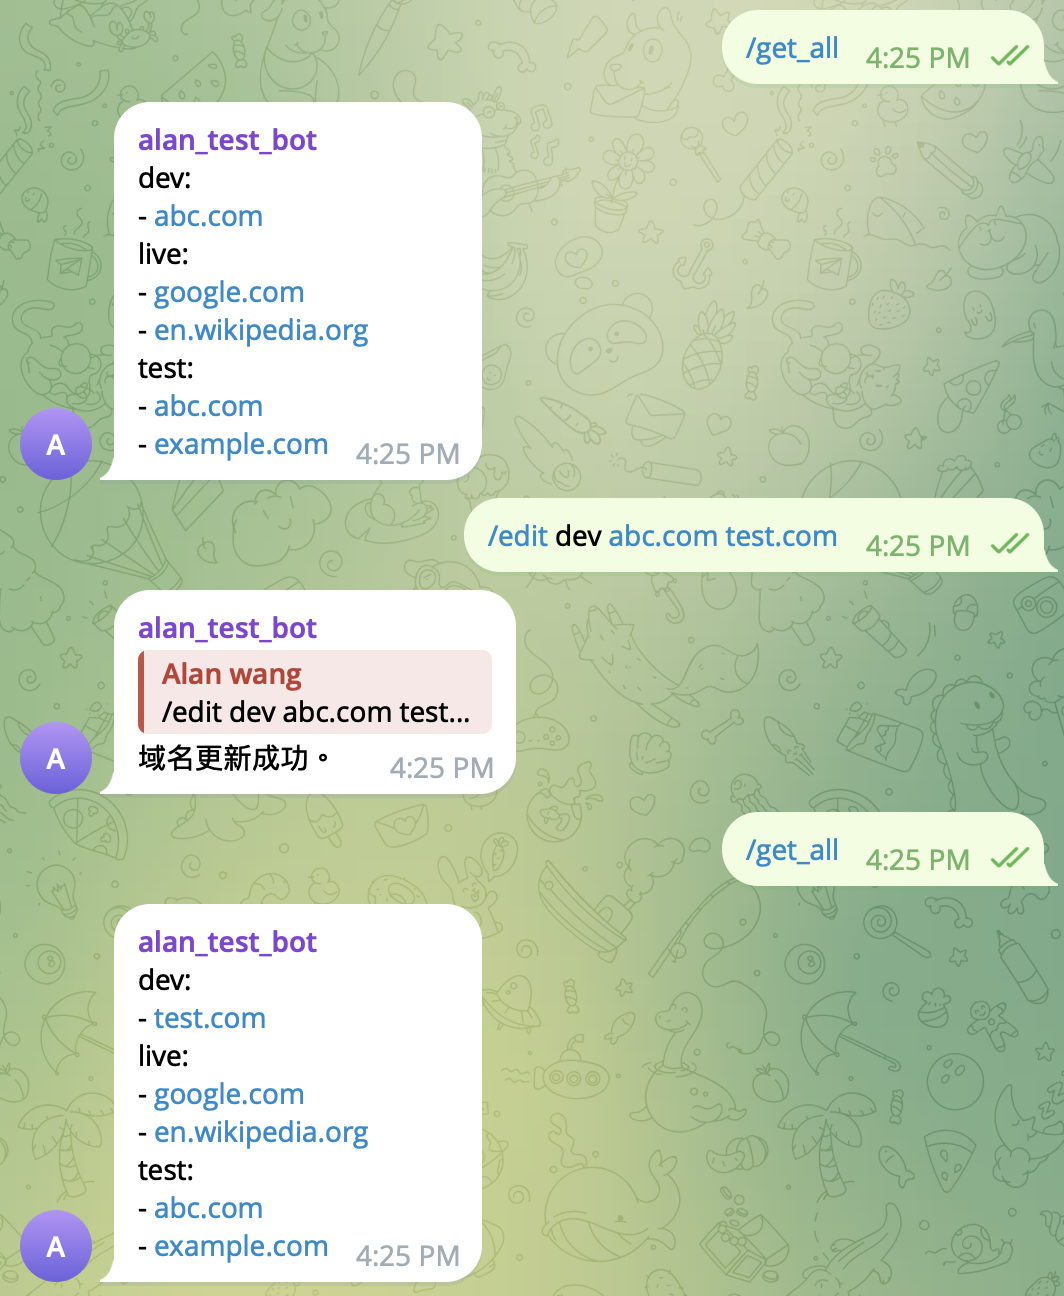 /get_all 4:25 PM
alan_test_bot
dev:
- abc.com
live:
- google.com
- en.wikipedia.org
test:
- abc.com
- example.com 4:25 PM
A
/edit dev abc.com test.com 4:25 PM
alan_test_bot
Alan wang
/edit dev abc.com test...
域名更新成功。 4:25 PM
A
/get_all 4:25 PM
alan_test_bot
dev:
- test.com
live:
- google.com
- en.wikipedia.org
test:
- abc.com
- example.com 4:25 PM
A